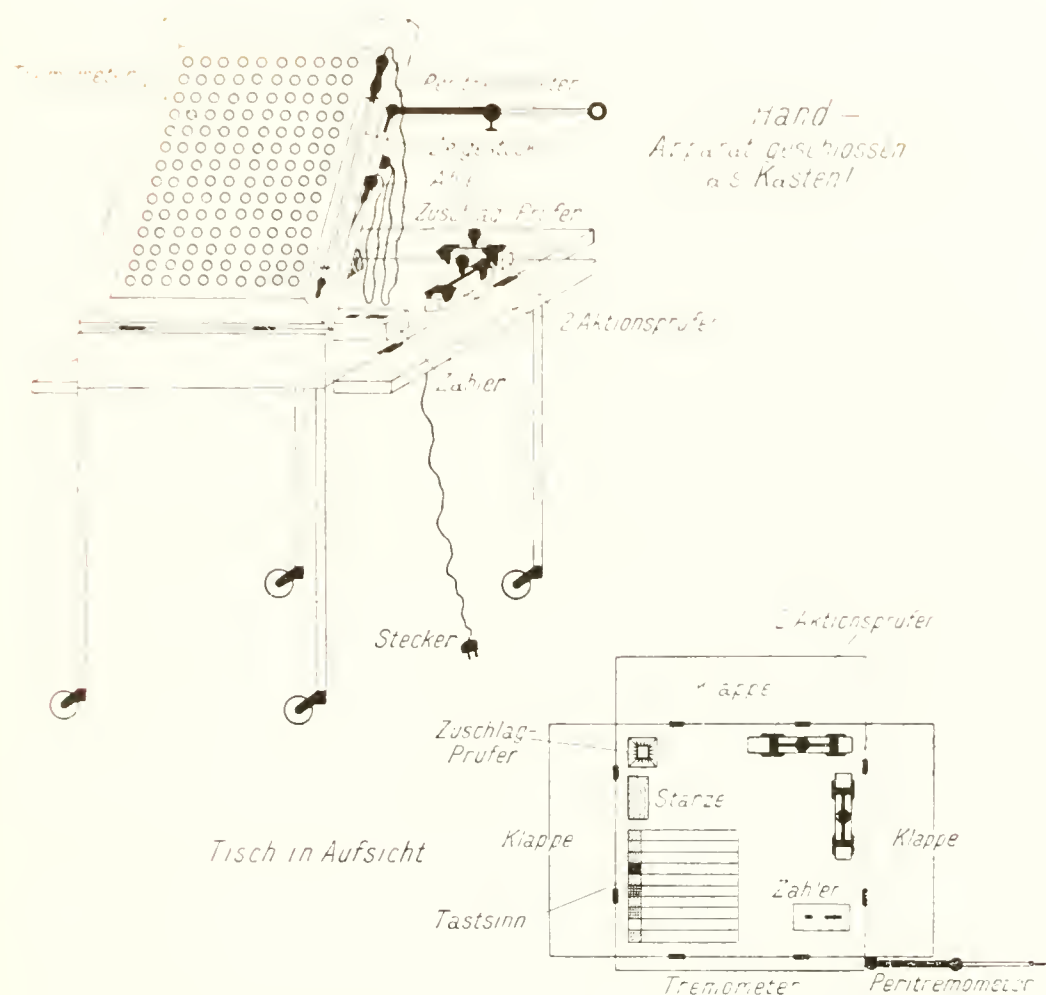 Hand –
Apparat geschlossen
als Kasten!
Zuschlag Prüfer
2 Aktionsprüfer
Zähler
Stecker
2 Aktionsprüfer
Klappe
Zuschlag-
Prüfer
Stanze
Klappe
Klappe
Tisch in Aufsicht
Zähler
Tastsinn
Tremometer
Peritremometer